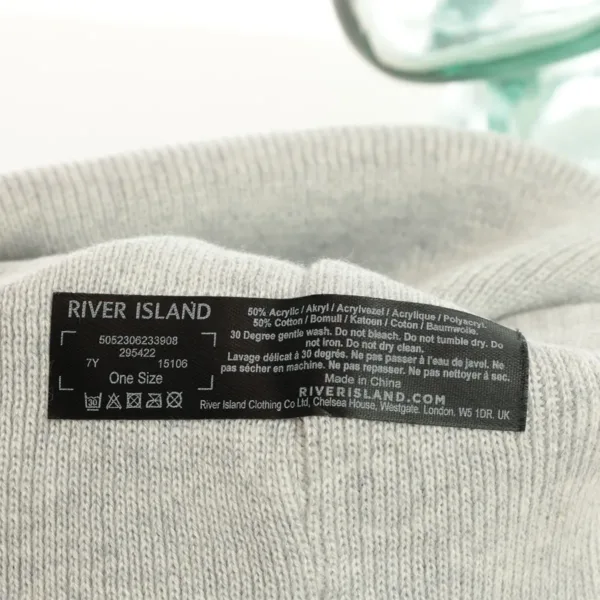 RIVER ISLAND
5052306233908
295422
7Y 15106
One Size
30
50% Acrylic / Akryl / Acrylvezel / Acrylique / Polyacryl.
50% Cotton / Bomull / Katoen / Coton / Baumwolle.
30 Degree gentle wash. Do not bleach. Do not tumble dry. Do
not Iron. Do not dry clean.
Lavage délicat à 30 degrés. Ne pas passer à l'eau de javel. Ne
pas sécher en machine. Ne pas repasser. Ne pas nettoyer à sec.
Made in China
RIVERISLAND.COM
River Island Clothing Co Ltd, Chelsea House, Westgate. London. W5 1DR. UK